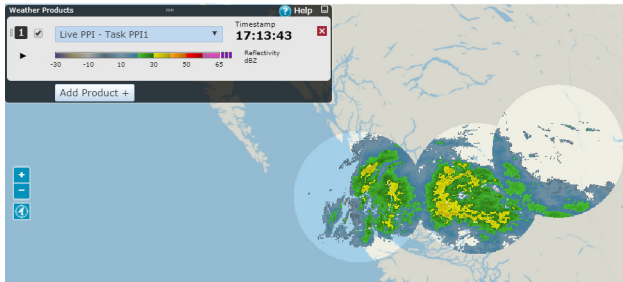 Weather Products
? Help
1 Live PPI - Task PPI1
Timestamp
17:13:43
-30 -10 10 30 50 65
Reflectivity
dBZ
Add Product +